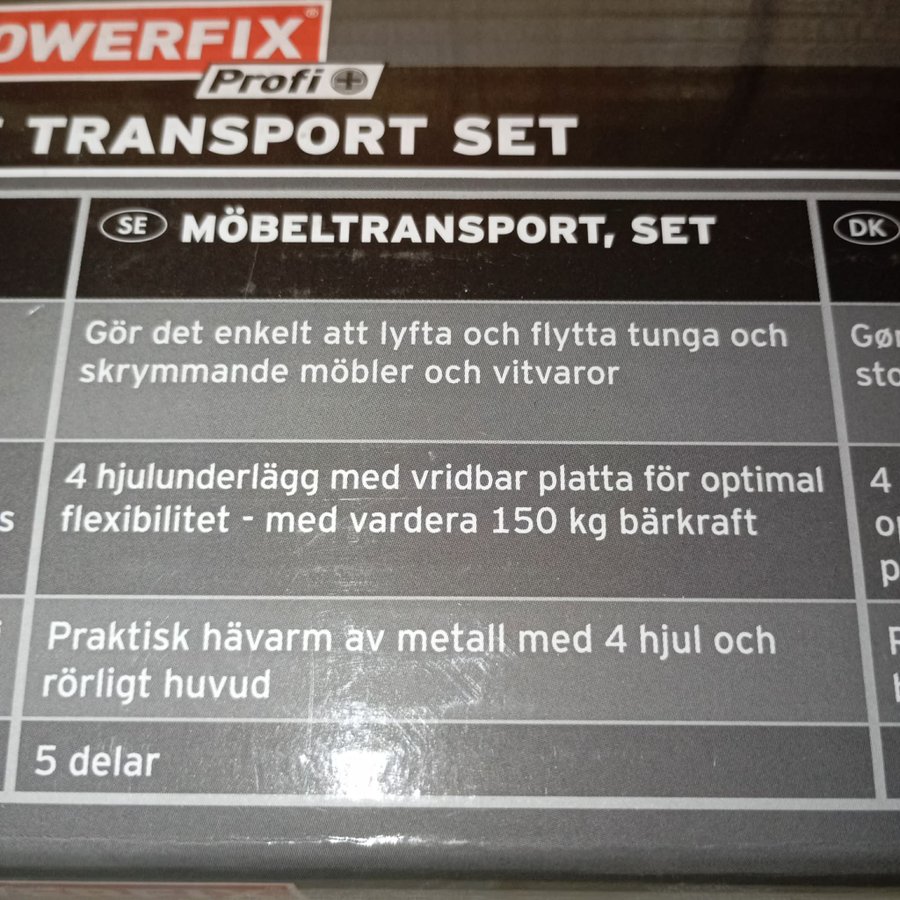 OWERFIX®
Profi+
TRANSPORT SET
SE MÖBELTRANSPORT, SET
DK
Gör det enkelt att lyfta och flytta tunga och
skrymmande möbler och vitvaror
4 hjulunderlägg med vridbar platta för optimal
flexibilitet - med vardera 150 kg bärkraft
Praktisk hävarm av metall med 4 hjul och
rörligt huvud
5 delar
4